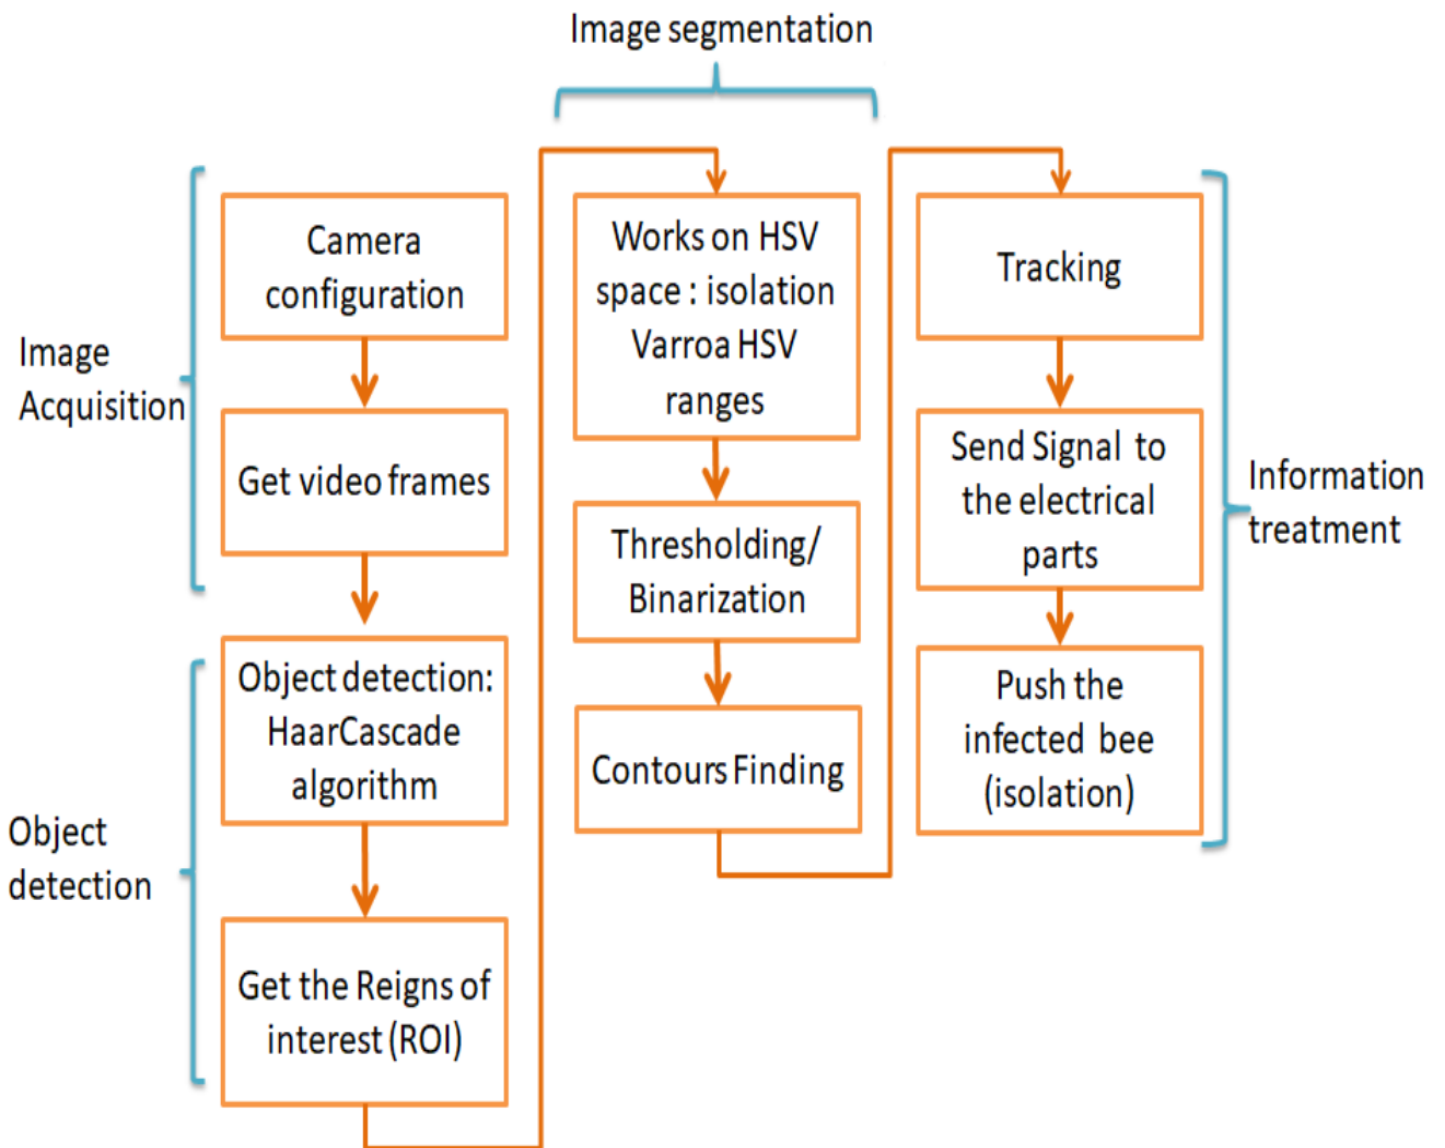 Image segmentation
Image
Acquisition
Camera
configuration
Get video frames
Object
detection
Object detection:
HaarCascade
algorithm
Get the Reigns of
interest (ROI)
Works on HSV
space : isolation
Varroa HSV
ranges
Thresholding/
Binarization
Contours Finding
Tracking
Send Signal to
the electrical
parts
Push the
infected bee
(isolation)
Information
treatment